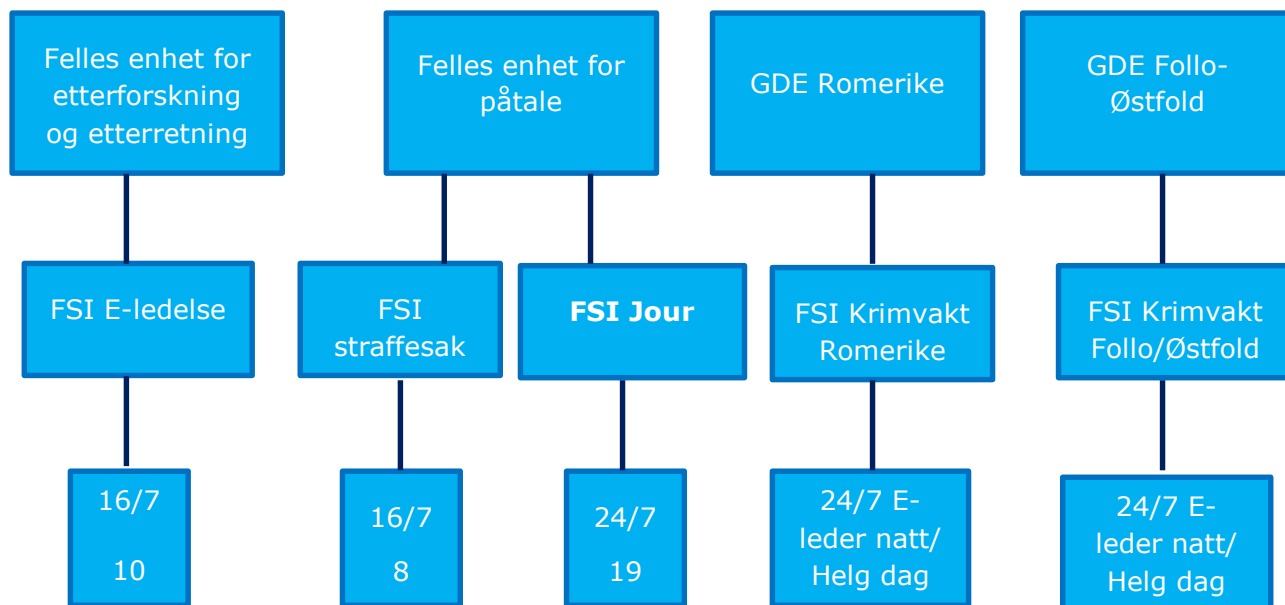 Felles enhet for
etterforskning
og etterretning
Felles enhet for
påtale
GDE Romerike
GDE Follo-
Østfold
FSI E-ledelse
FSI
straffesak
FSI Jour
FSI Krimvakt
Romerike
FSI Krimvakt
Follo/Østfold
16/7
10
16/7
8
24/7
19
24/7 E-
leder natt/
Helg dag
24/7 E-
leder natt/
Helg dag